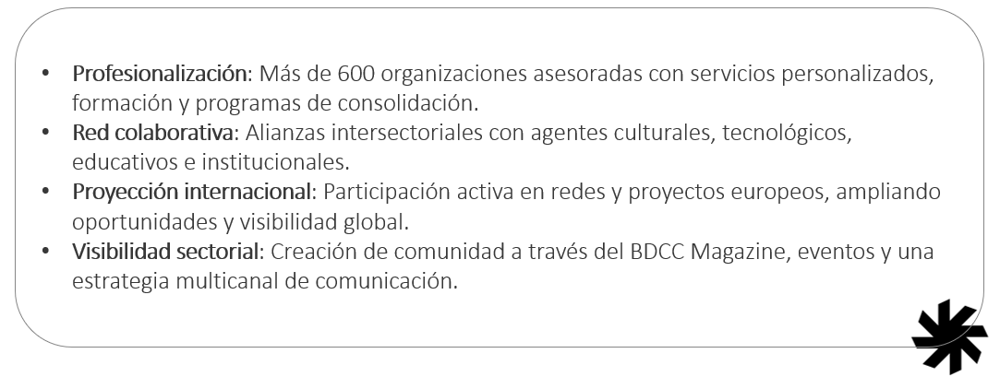 • Profesionalización: Más de 600 organizaciones asesoradas con servicios personalizados,
formación y programas de consolidación.
• Red colaborativa: Alianzas intersectoriales con agentes culturales, tecnológicos,
educativos e institucionales.
• Proyección internacional: Participación activa en redes y proyectos europeos, ampliando
oportunidades y visibilidad global.
• Visibilidad sectorial: Creación de comunidad a través del BDCC Magazine, eventos y una
estrategia multicanal de comunicación.